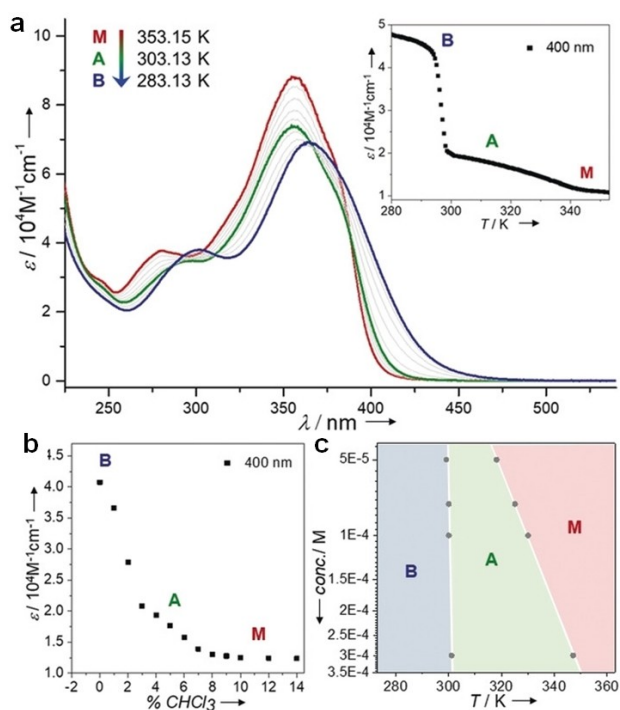 a
M 353.15 K
A 303.13 K
B 283.13 K
10
8
6
4
2
0
ε / 10⁴M⁻¹cm⁻¹ ⟶
250 300 350 400 450 500
λ / nm ⟶
B
■ 400 nm
A
M
5
4
3
2
1
ε / 10⁴M⁻¹cm⁻¹ ⟶
280 300 320 340
T / K ⟶
b
B
■ 400 nm
A
M
4.5
4.0
3.5
3.0
2.5
2.0
1.5
1.0
ε / 10⁴M⁻¹cm⁻¹ ⟶
-2 0 2 4 6 8 10 12 14
% CHCl3 ⟶
c
5E-5
1E-4
1.5E-4
2E-4
2.5E-4
3E-4
3.5E-4
⟵ conc./ M
B
A
M
280 300 320 340 360
T / K ⟶